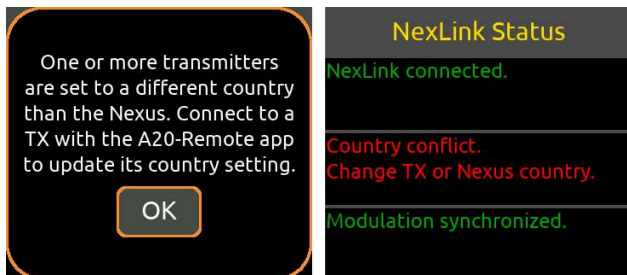 One or more transmitters
are set to a different country
than the Nexus. Connect to a
TX with the A20-Remote app
to update its country setting.
OK
NexLink Status
NexLink connected.
Country conflict.
Change TX or Nexus country.
Modulation synchronized.